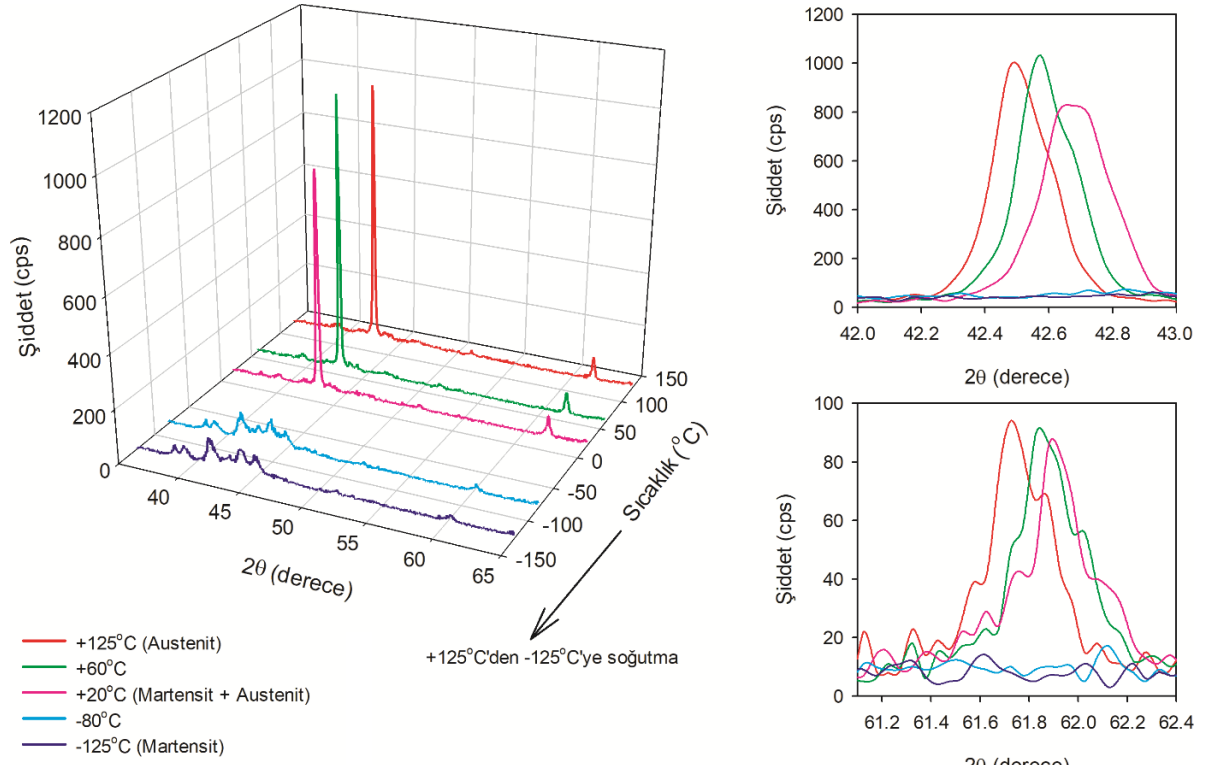 1200
1000
800
600
400
200
0
Şiddet (cps)
40
45
50
55
60
65
2θ (derece)
150
100
50
0
-50
-100
-150
Sıcaklık (°C)
+125°C'den -125°C'ye soğutma
+125°C (Austenit)
+60°C
+20°C (Martensit + Austenit)
-80°C
-125°C (Martensit)
1200
1000
800
600
400
200
0
Şiddet (cps)
42.0 42.2 42.4 42.6 42.8 43.0
2θ (derece)
100
80
60
40
20
0
Şiddet (cps)
61.2 61.4 61.6 61.8 62.0 62.2 62.4
2θ (derece)